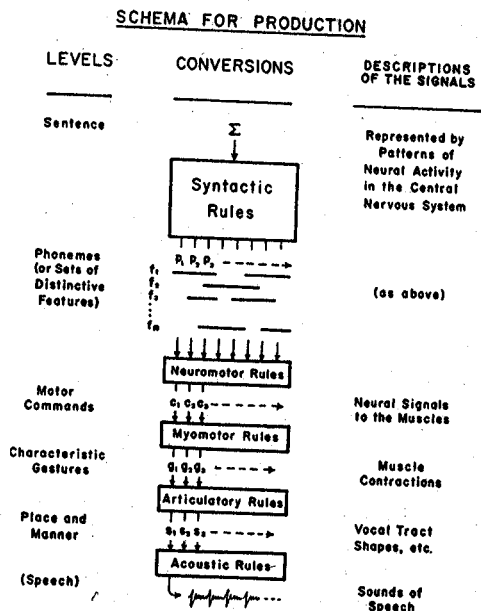 SCHEMA FOR PRODUCTION
LEVELS CONVERSIONS DESCRIPTIONS
OF THE SIGNALS
Sentence Σ Represented by
Patterns of
Neural Activity
in the Central
Nervous System
Syntactic
Rules
Phonemes
(or Sets of
Distinctive
Features)
P₁ P₂ P₃
f₁
f₂
f₃
fₙ
(as above)
Neuromotor Rules
Motor
Commands
c₁ c₂ c₃
Neural Signals
to the Muscles
Myomotor Rules
Characteristic
Gestures
g₁ g₂ g₃
Muscle
Contractions
Articulatory Rules
Place and
Manner
s₁ s₂ s₃
Vocal Tract
Shapes, etc.
Acoustic Rules
(Speech)
Sounds of
Speech